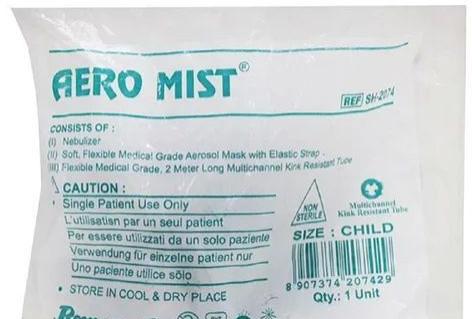 AERO MIST®
REF SH-2074
CONSISTS OF :
(I) Nebulizer
(II) Soft, Flexible Medical Grade Aerosol Mask with Elastic Strap
(III) Flexible Medical Grade, 2 Meter Long Multichannel Kink Resistant Tube
CAUTION :
• Single Patient Use Only
L'utilisation par un seul patient
Per essere utilizzati da un solo paziente
Verwendung für einzelne patient nur
Uno paciente utilice sólo
• STORE IN COOL & DRY PLACE
NON
STERILE
Multichannel
Kink Resistant Tube
SIZE : CHILD
8 907374 207429
Qty.: 1 Unit